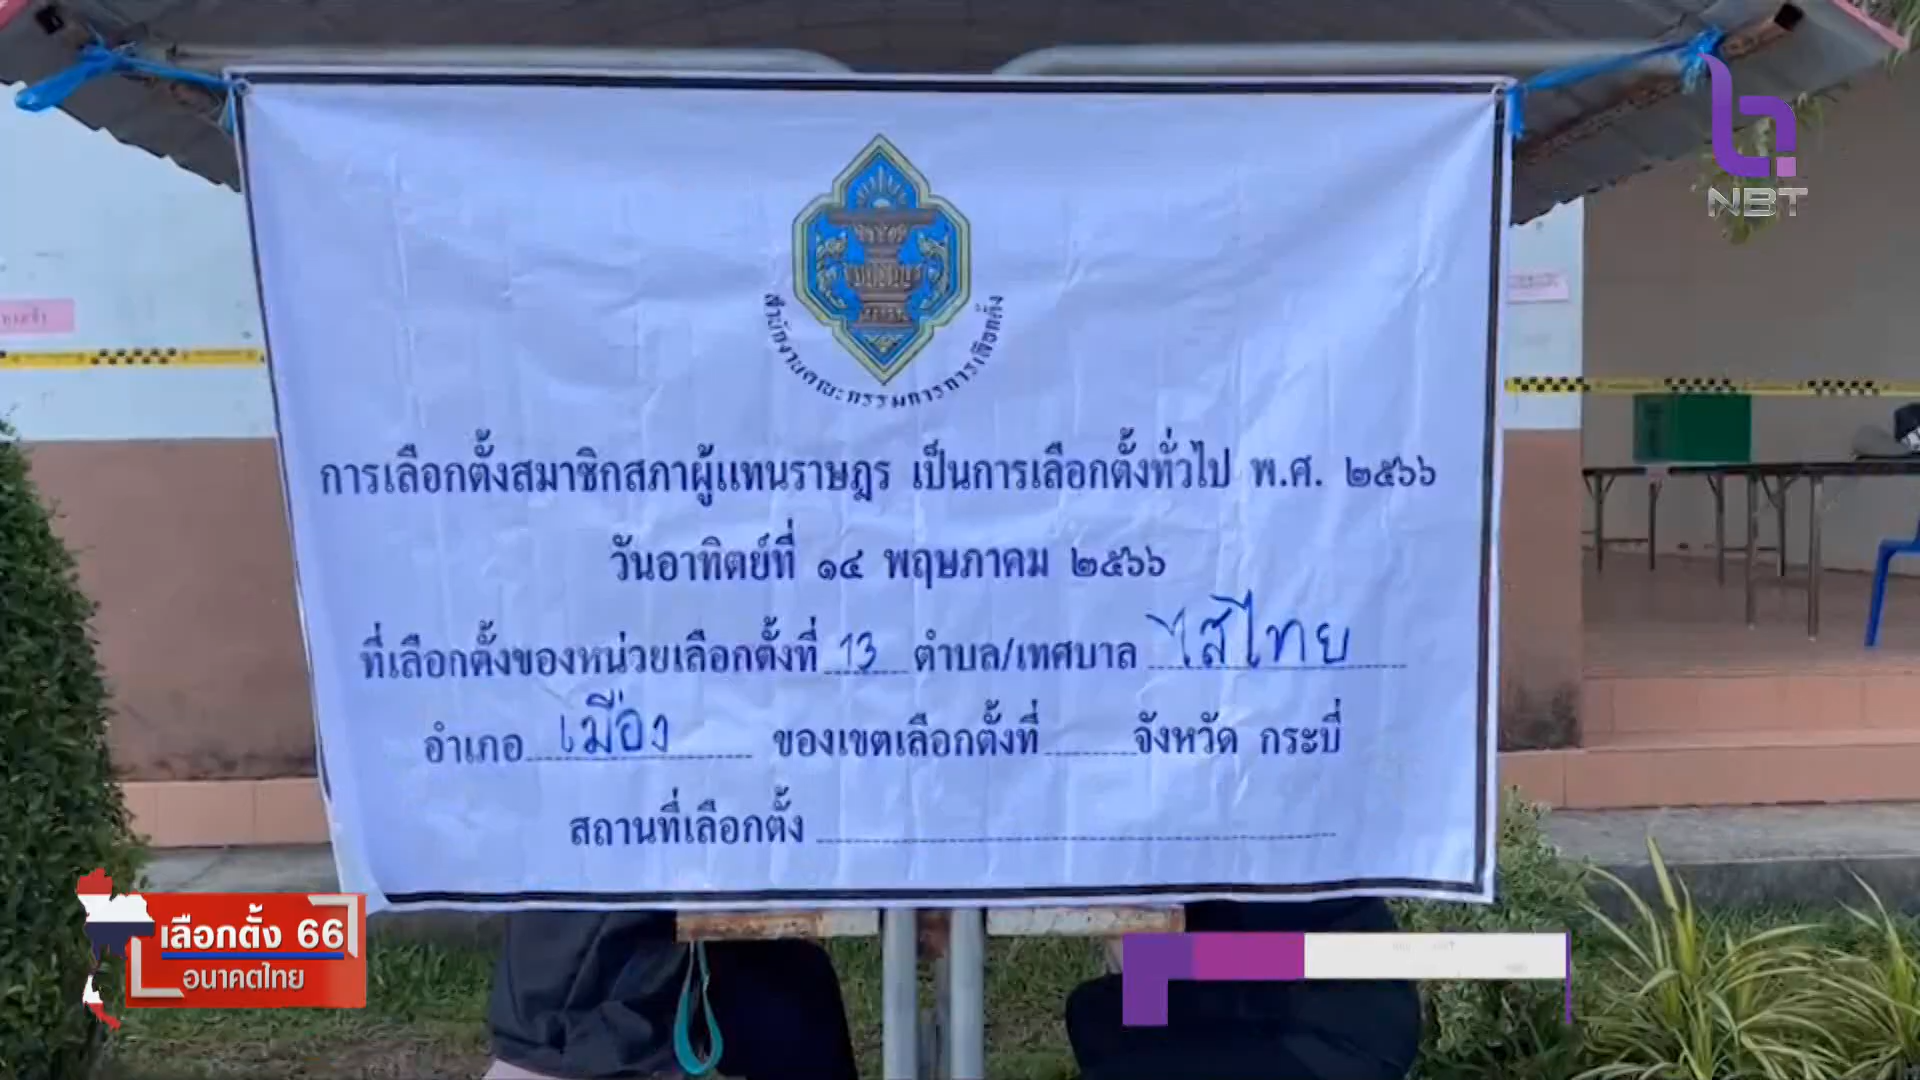 NBT
สำนักงานคณะกรรมการการเลือกตั้ง
การเลือกตั้งสมาชิกสภาผู้แทนราษฎร เป็นการเลือกตั้งทั่วไป พ.ศ. ๒๕๖๖
วันอาทิตย์ที่ ๑๔ พฤษภาคม ๒๕๖๖
ที่เลือกตั้งของหน่วยเลือกตั้งที่ 13 ตำบล/เทศบาล ไสไทย
อำเภอ เมือง ของเขตเลือกตั้งที่ ........ จังหวัด กระบี่
สถานที่เลือกตั้ง
เลือกตั้ง 66
อนาคตไทย